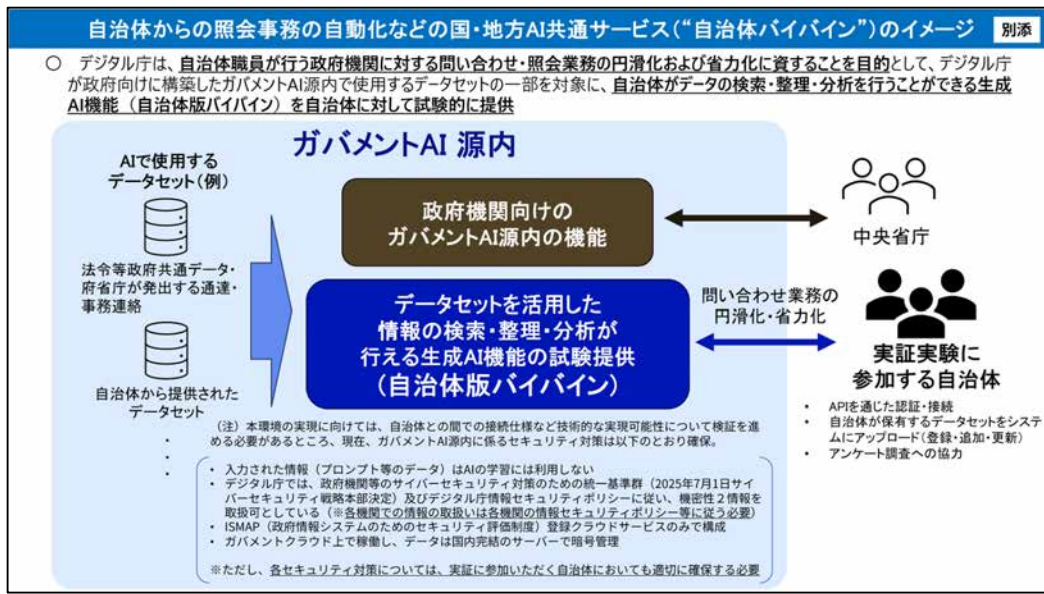 自治体からの照会事務の自動化などの国・地方AI共通サービス(“自治体バイバイン”)のイメージ
別添
○ デジタル庁は、自治体職員が行う政府機関に対する問い合わせ・照会業務の円滑化および省力化に資することを目的として、デジタル庁
が政府向けに構築したガバメントAI源内で使用するデータセットの一部を対象に、自治体がデータの検索・整理・分析を行うことができる生成
AI機能(自治体版バイバイン)を自治体に対して試験的に提供
ガバメントAI 源内
AIで使用する
データセット(例)
法令等政府共通データ・
府省庁が発出する通達・
事務連絡
自治体から提供された
データセット
・
・
・
政府機関向けの
ガバメントAI源内の機能
データセットを活用した
情報の検索・整理・分析が
行える生成AI機能の試験提供
(自治体版バイバイン)
中央省庁
問い合わせ業務の
円滑化・省力化
実証実験に
参加する自治体
• APIを通じた認証・接続
• 自治体が保有するデータセットをシステ
ムにアップロード(登録・追加・更新)
• アンケート調査への協力
(注)本環境の実現に向けては、自治体との間での接続仕様など技術的な実現可能性について検証を進
める必要があるところ、現在、ガバメントAI源内に係るセキュリティ対策は以下のとおり確保。
• 入力された情報(プロンプト等のデータ)はAIの学習には利用しない
• デジタル庁では、政府機関等のサイバーセキュリティ対策のための統一基準群(2025年7月1日サイ
バーセキュリティ戦略本部決定)及びデジタル庁情報セキュリティポリシーに従い、機密性2情報を
取扱可としている(※各機関での情報の取扱いは各機関の情報セキュリティポリシー等に従う必要)
• ISMAP(政府情報システムのためのセキュリティ評価制度)登録クラウドサービスのみで構成
• ガバメントクラウド上で稼働し、データは国内完結のサーバーで暗号管理
※ただし、各セキュリティ対策については、実証に参加いただく自治体においても適切に確保する必要